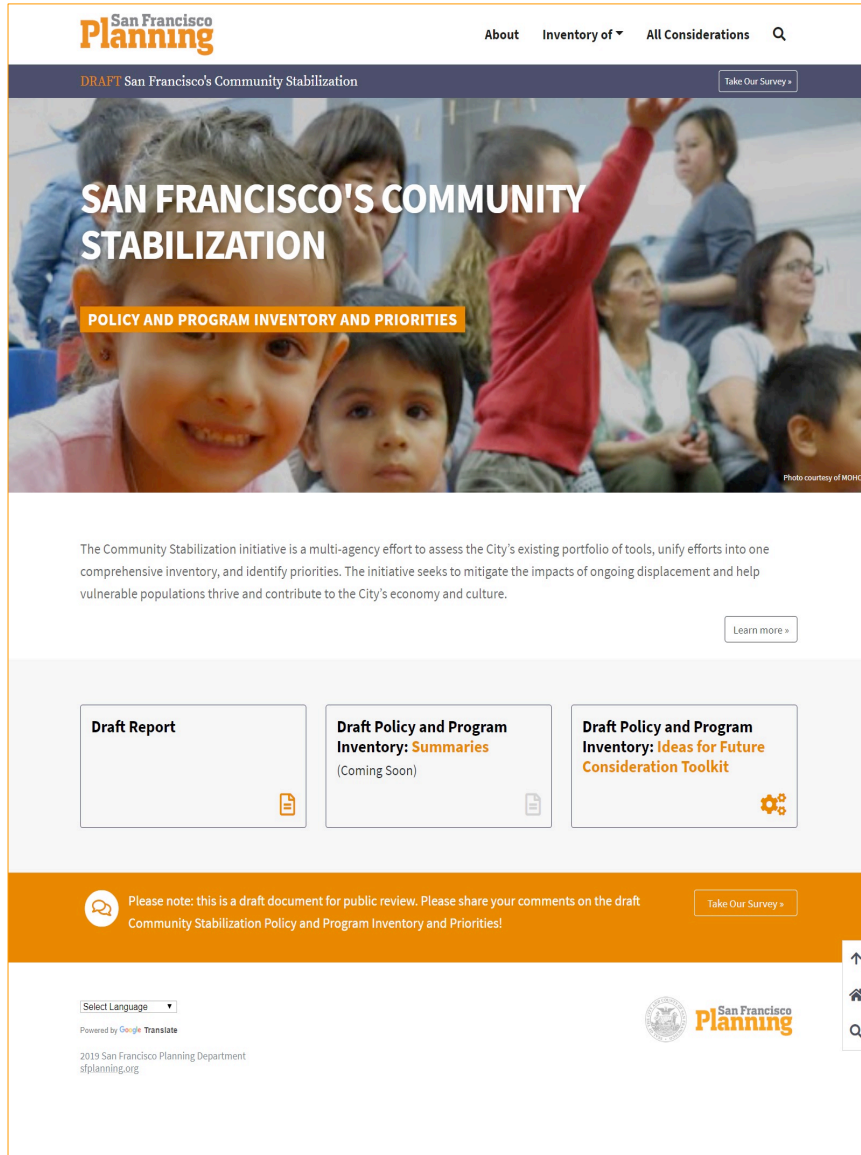 San Francisco
Planning
About Inventory of All Considerations
DRAFT San Francisco's Community Stabilization
Take Our Survey »
SAN FRANCISCO'S COMMUNITY
STABILIZATION
POLICY AND PROGRAM INVENTORY AND PRIORITIES
Photo courtesy of MOHC
The Community Stabilization initiative is a multi-agency effort to assess the City's existing portfolio of tools, unify efforts into one
comprehensive inventory, and identify priorities. The initiative seeks to mitigate the impacts of ongoing displacement and help
vulnerable populations thrive and contribute to the City's economy and culture.
Learn more »
Draft Report
Draft Policy and Program
Inventory: Summaries
(Coming Soon)
Draft Policy and Program
Inventory: Ideas for Future
Consideration Toolkit
Please note: this is a draft document for public review. Please share your comments on the draft
Community Stabilization Policy and Program Inventory and Priorities!
Take Our Survey »
Select Language
Powered by Google Translate
2019 San Francisco Planning Department
sfplanning.org
San Francisco
Planning